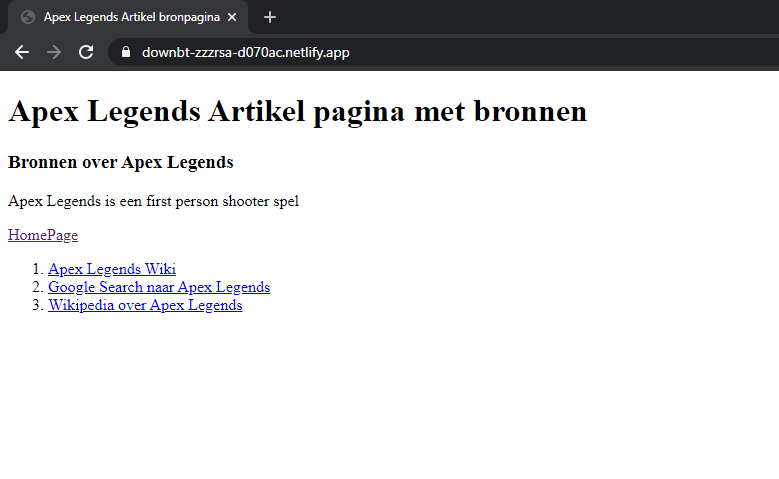 Apex Legends Artikel bronpagina
downbt-zzzrsa-d070ac.netlify.app
Apex Legends Artikel pagina met bronnen
Bronnen over Apex Legends
Apex Legends is een first person shooter spel
HomePage
1. Apex Legends Wiki
2. Google Search naar Apex Legends
3. Wikipedia over Apex Legends